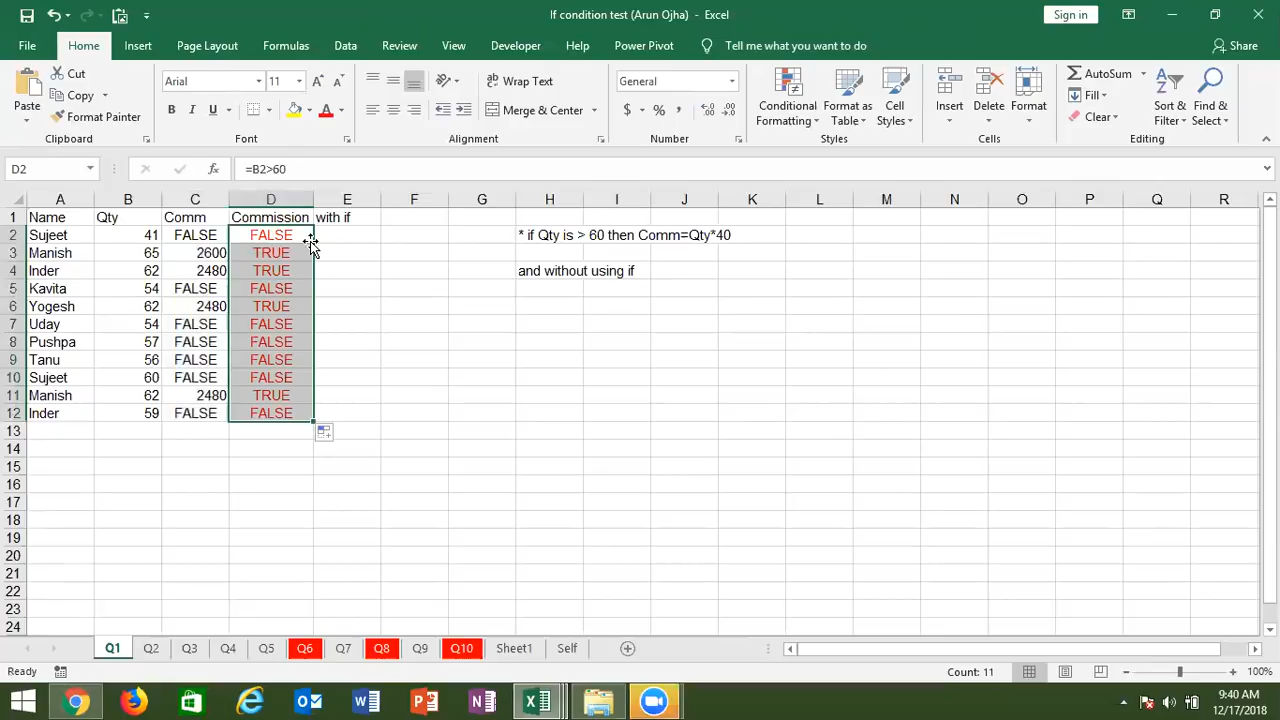 If condition test (Arun Ojha) - Excel
Sign in
File Home Insert Page Layout Formulas Data Review View Developer Help Power Pivot Tell me what you want to do Share
Paste Cut Copy Format Painter
Clipboard
Arial 11 A A
B I U A
Font
Wrap Text
Merge & Center
Alignment
General
$ % , .0 .00 .00 .0
Number
Conditional Formatting Format as Table Cell Styles
Styles
Insert Delete Format
Cells
AutoSum Fill Clear Sort & Filter Find & Select
Editing
D2 fx =B2>60
A B C D E F G H I J K L M N O P Q R
1 Name Qty Comm Commission with if
2 Sujeet 41 FALSE FALSE * if Qty is > 60 then Comm=Qty*40
3 Manish 65 2600 TRUE
4 Inder 62 2480 TRUE and without using if
5 Kavita 54 FALSE FALSE
6 Yogesh 62 2480 TRUE
7 Uday 54 FALSE FALSE
8 Pushpa 57 FALSE FALSE
9 Tanu 56 FALSE FALSE
10 Sujeet 60 FALSE FALSE
11 Manish 62 2480 TRUE
12 Inder 59 FALSE FALSE
13
14
15
16
17
18
19
20
21
22
23
24
Q1 Q2 Q3 Q4 Q5 Q6 Q7 Q8 Q9 Q10 Sheet1 Self
Ready Count: 11 100%
9:40 AM
12/17/2018